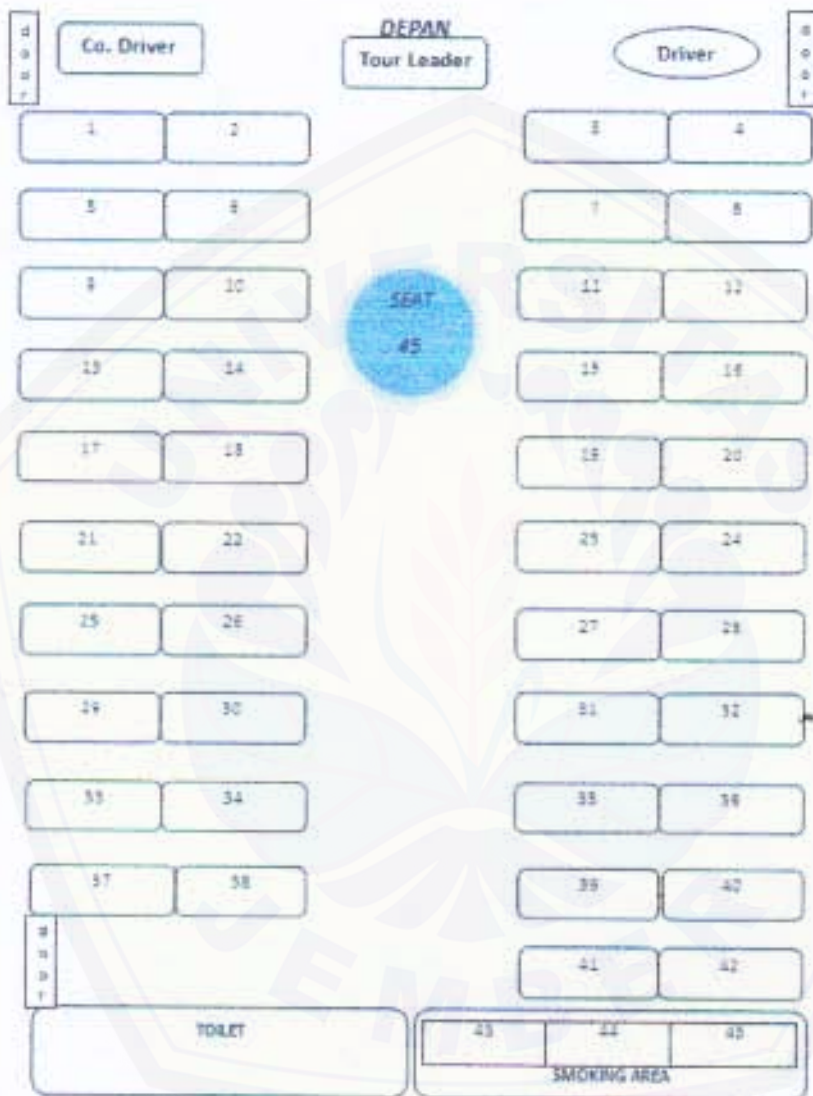 DEPAN
door
Co. Driver
Tour Leader
Driver
door
1 2 3 4
5 6 7 8
9 10 11 12
SEAT
45
13 14 15 16
17 18 19 20
21 22 23 24
25 26 27 28
29 30 31 32
33 34 35 36
37 38 39 40
door
41 42
TOILET
43 44 45
SMOKING AREA
UNIVERSITAS
JEMBER